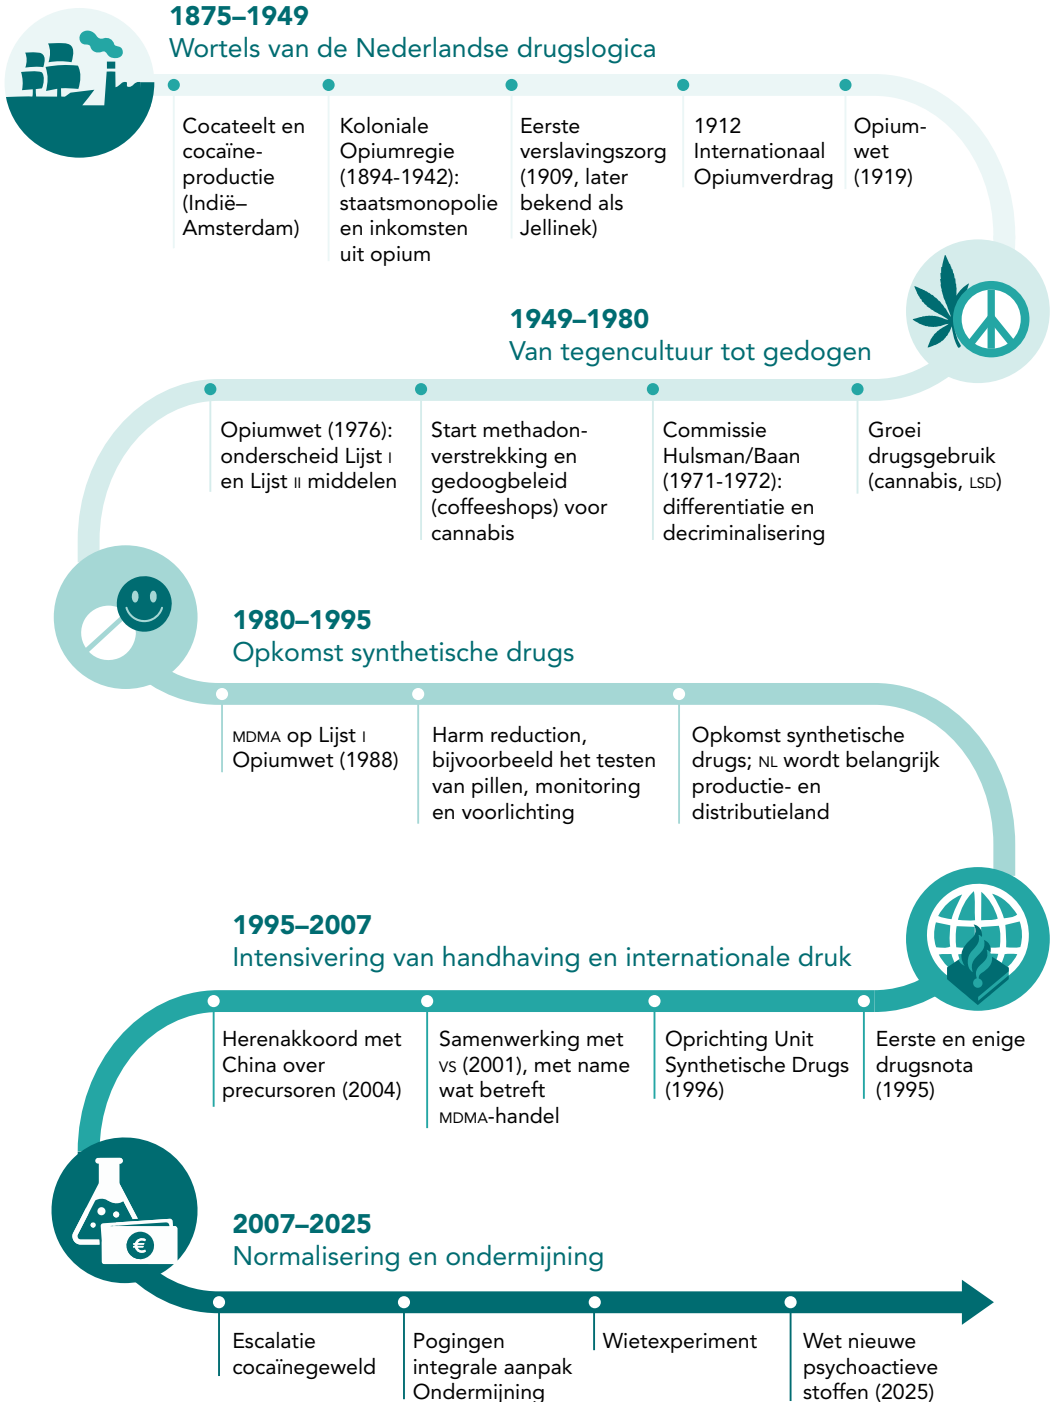 1875–1949
Wortels van de Nederlandse drugslogica
Cocateelt en
cocaïne-
productie
(Indië–
Amsterdam)
Koloniale
Opiumregie
(1894-1942):
staatsmonopolie
en inkomsten
uit opium
Eerste
verslavingszorg
(1909, later
bekend als
Jellinek)
1912
Internationaal
Opiumverdrag
Opium-
wet
(1919)
1949–1980
Van tegencultuur tot gedogen
Opiumwet (1976):
onderscheid Lijst I
en Lijst II middelen
Start methadon-
verstrekking en
gedoogbeleid
(coffeeshops) voor
cannabis
Commissie
Hulsman/Baan
(1971-1972):
differentiatie en
decriminalisering
Groei
drugsgebruik
(cannabis, LSD)
1980–1995
Opkomst synthetische drugs
MDMA op Lijst I
Opiumwet (1988)
Harm reduction,
bijvoorbeeld het testen
van pillen, monitoring
en voorlichting
Opkomst synthetische
drugs; NL wordt belangrijk
productie- en
distributieland
1995–2007
Intensivering van handhaving en internationale druk
Herenakkoord met
China over
precursoren (2004)
Samenwerking met
VS (2001), met name
wat betreft
MDMA-handel
Oprichting Unit
Synthetische Drugs
(1996)
Eerste en enige
drugsnota
(1995)
€
2007–2025
Normalisering en ondermijning
Escalatie
cocaïnegeweld
Pogingen
integrale aanpak
Ondermijning
Wietexperiment
Wet nieuwe
psychoactieve
stoffen (2025)